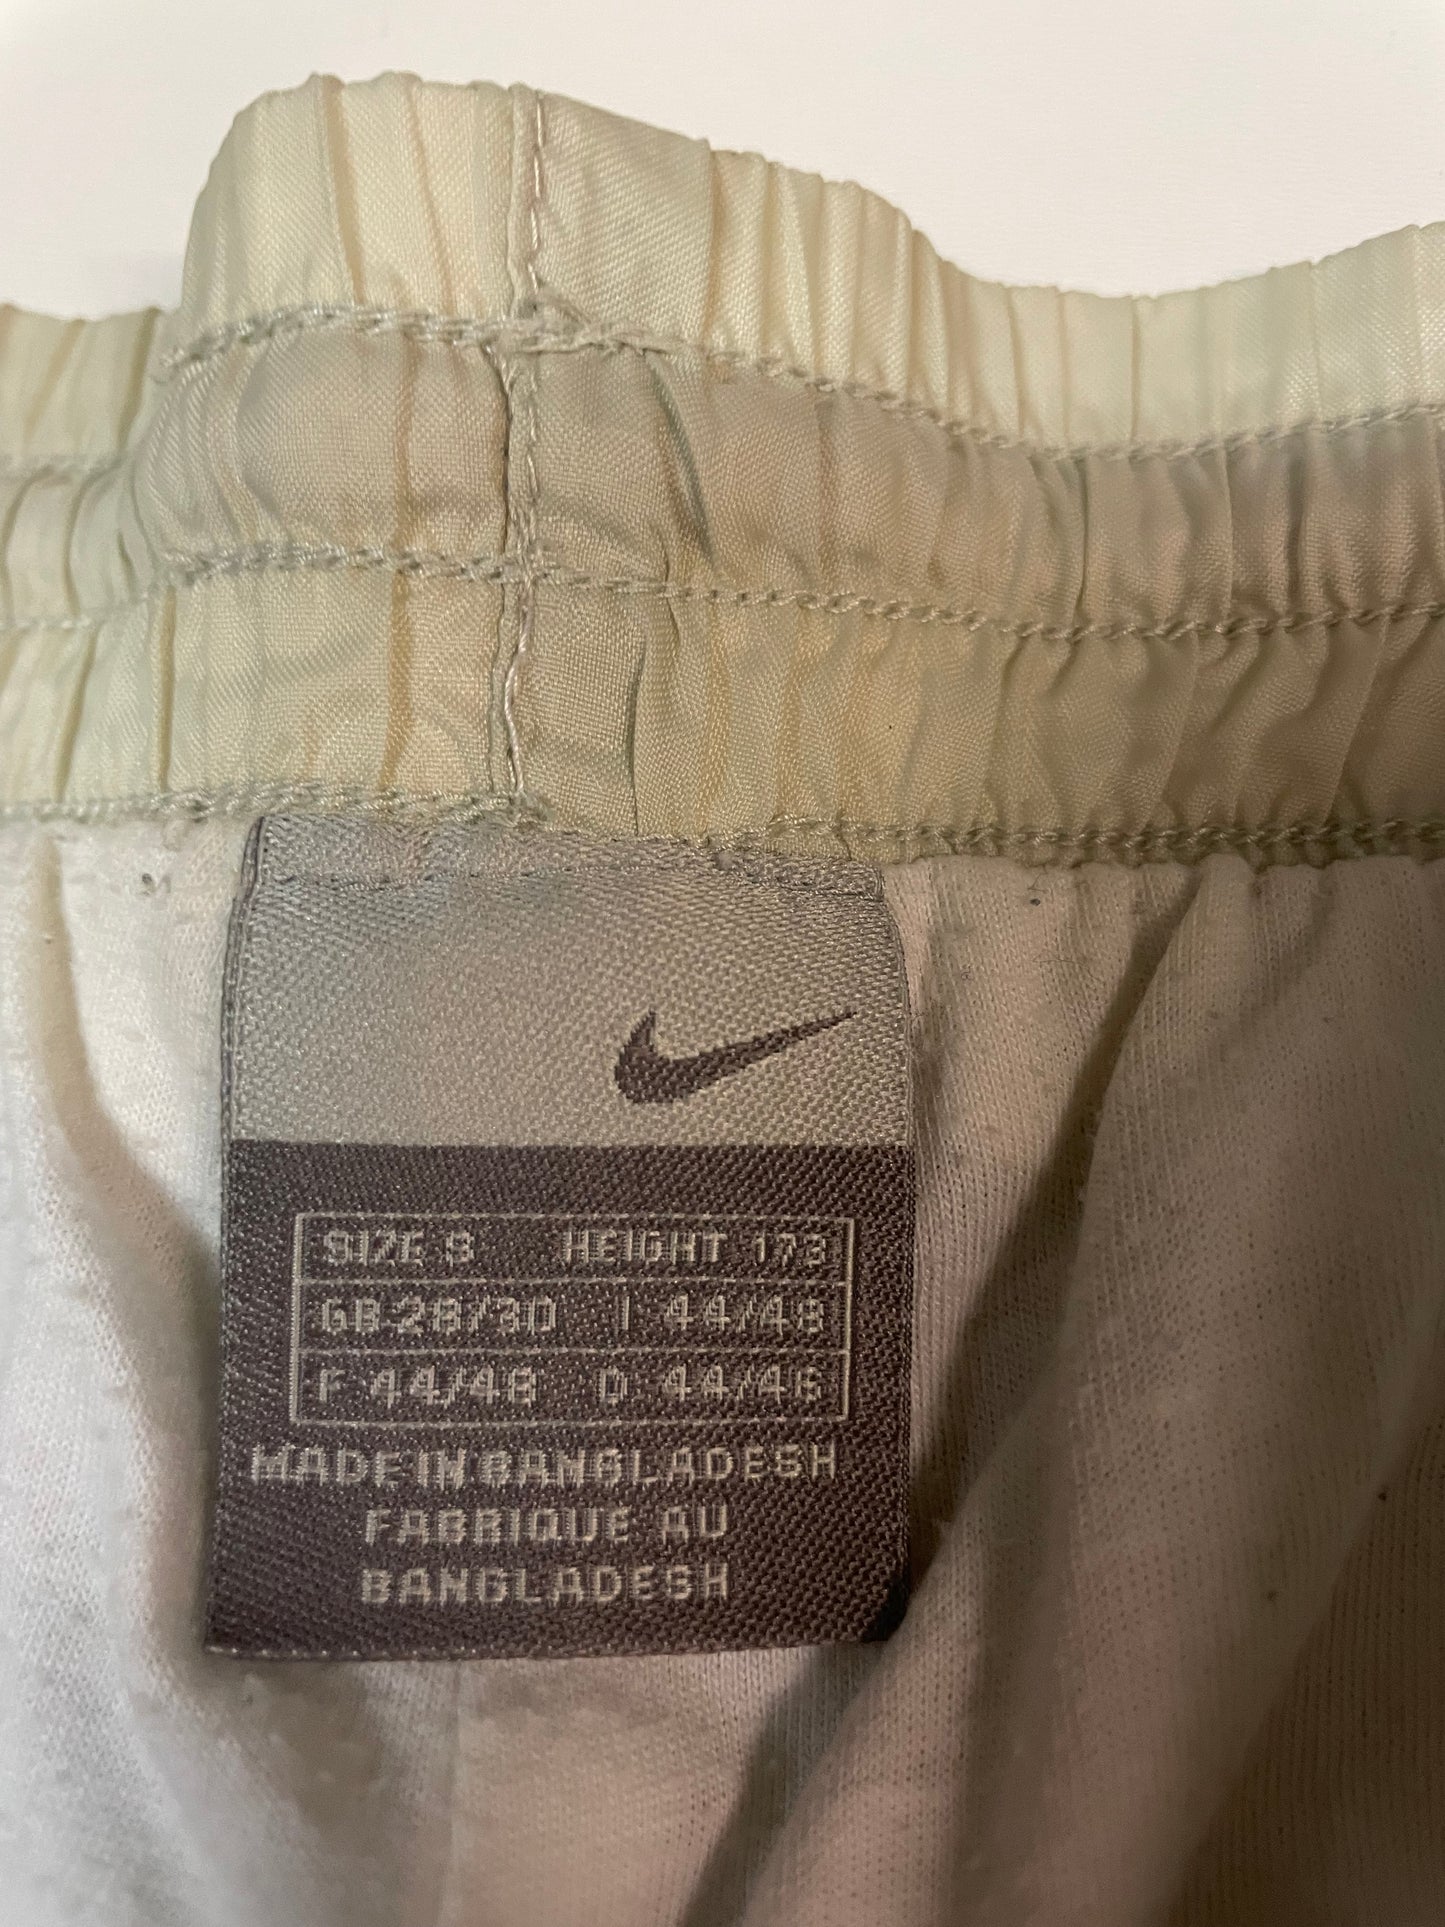 SIZE S HEIGHT 173
GB 28/30 I 44/48
F 44/48 D 44/46
MADE IN BANGLADESH
FABRIQUE AU
BANGLADESH